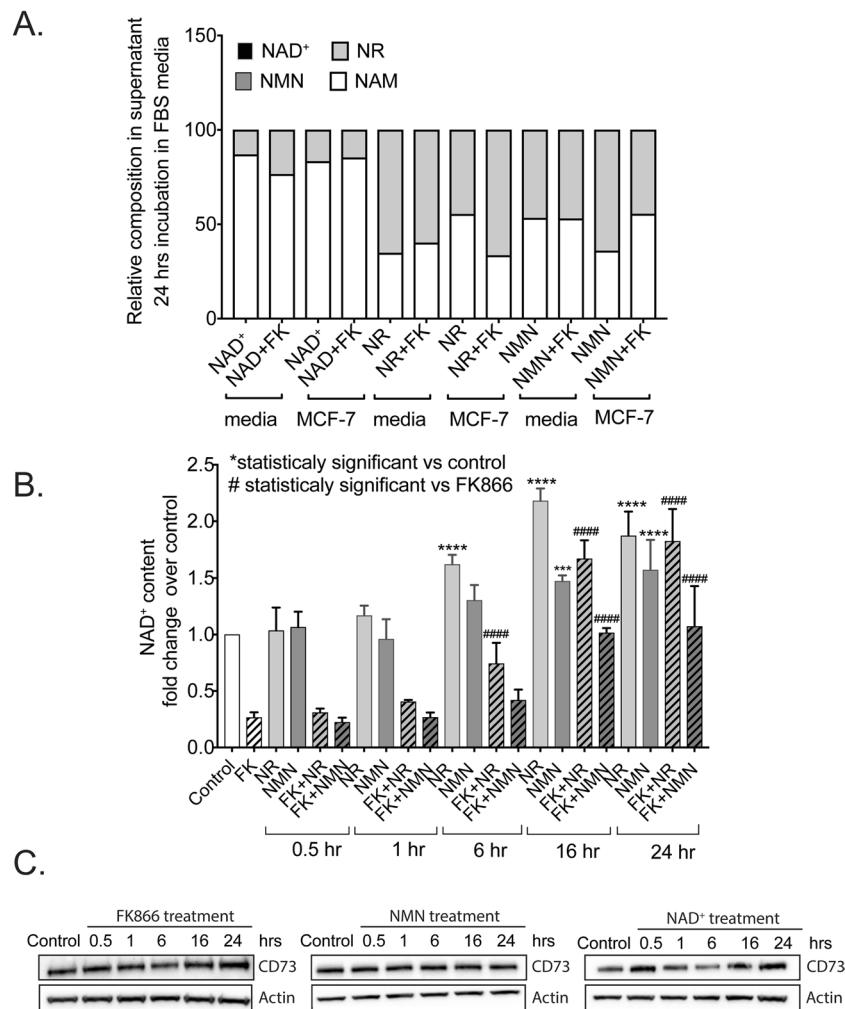 A.
Relative composition in supernatant
24 hrs incubation in FBS media
150
100
50
0
NAD⁺ NR
NMN NAM
NAD⁺ NAD+FK NAD⁺ NAD+FK NR NR+FK NR NR+FK NMN NMN+FK NMN NMN+FK
media MCF-7 media MCF-7 media MCF-7
B.
NAD⁺ content
fold change over control
2.5
2.0
1.5
1.0
0.5
0.0
*statisticaly significant vs control
# statisticaly significant vs FK866
**** #### **** *** #### #### **** **** #### ####
Control FK NR NMN FK+NR FK+NMN NR NMN FK+NR FK+NMN NR NMN FK+NR FK+NMN NR NMN FK+NR FK+NMN NR NMN FK+NR FK+NMN
0.5 hr 1 hr 6 hr 16 hr 24 hr
C.
FK866 treatment
Control 0.5 1 6 16 24 hrs
CD73
Actin
NMN treatment
Control 0.5 1 6 16 24 hrs
CD73
Actin
NAD⁺ treatment
Control 0.5 1 6 16 24 hrs
CD73
Actin